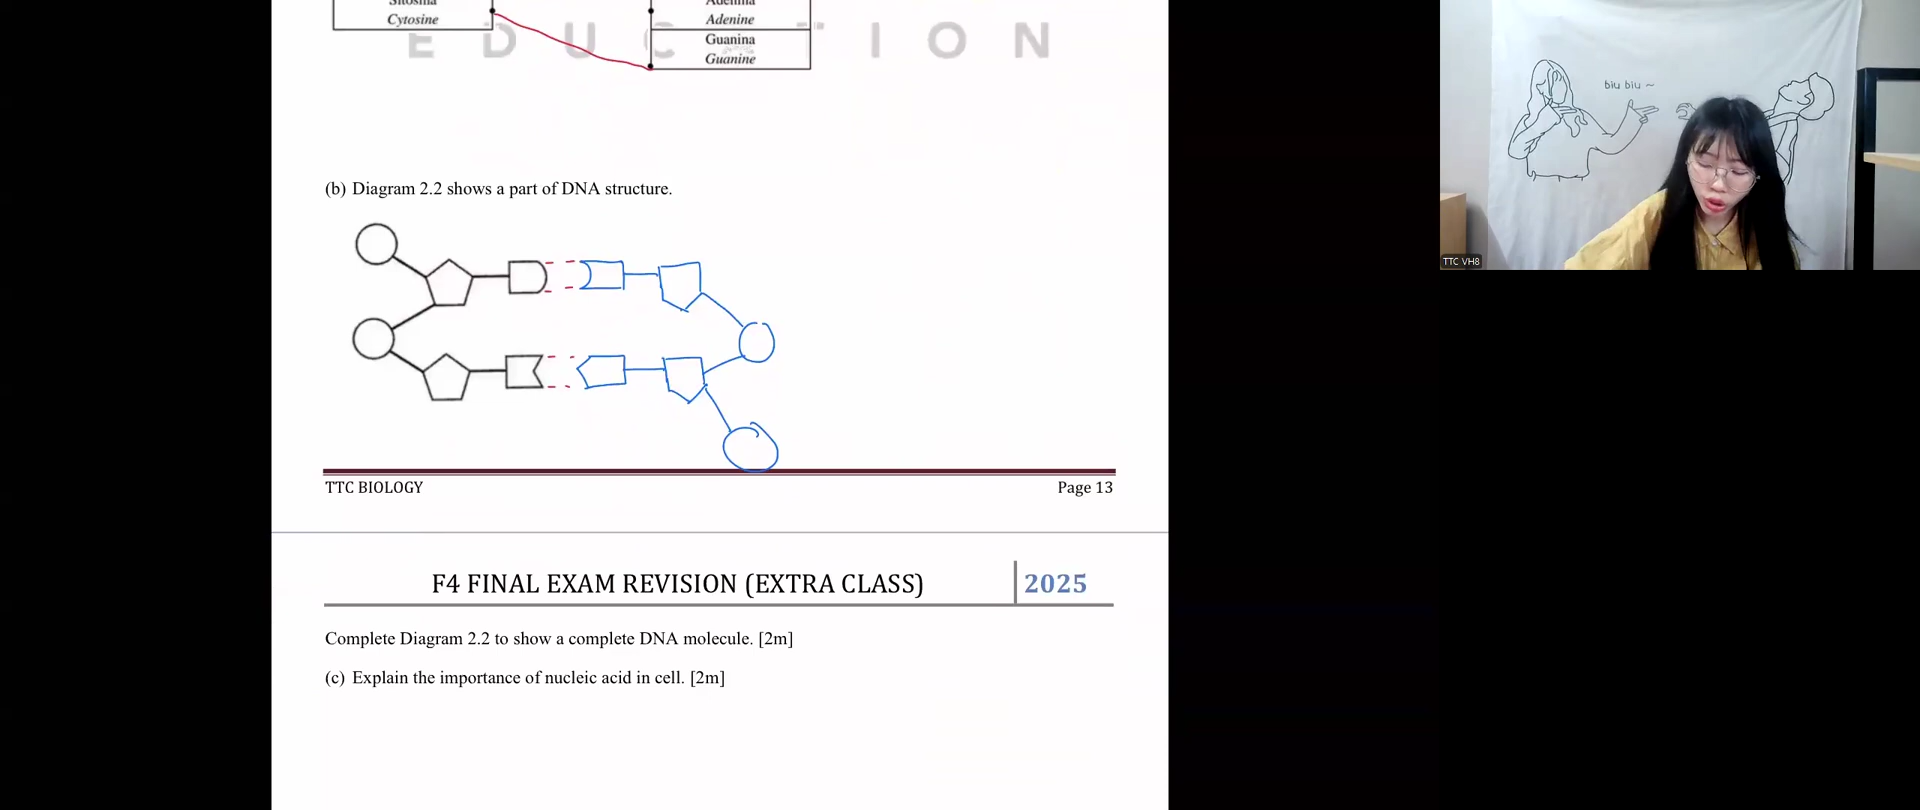 Sitosina
Cytosine
Adenina
Adenine
Guanina
Guanine
EDUCATION
(b) Diagram 2.2 shows a part of DNA structure.
TTC BIOLOGY
Page 13
F4 FINAL EXAM REVISION (EXTRA CLASS)
2025
Complete Diagram 2.2 to show a complete DNA molecule. [2m]
(c) Explain the importance of nucleic acid in cell. [2m]
biu biu ~
TTC VH8